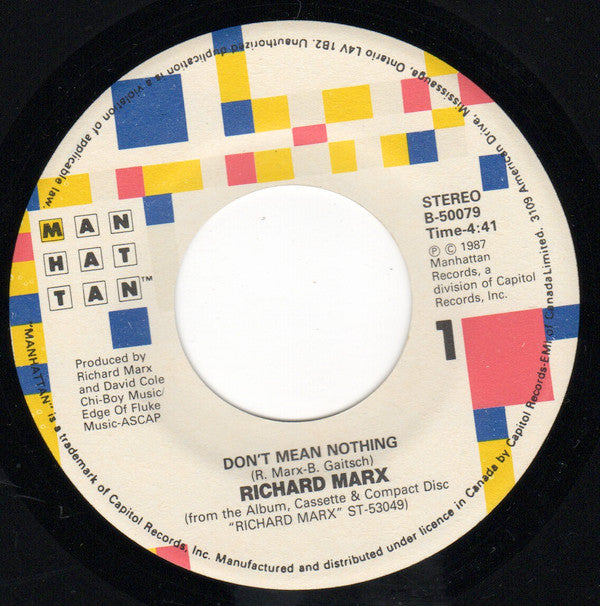 MAN
HAT
TAN™
STEREO
B-50079
Time-4:41
Ⓟ © 1987
Manhattan
Records, a
division of Capitol
Records, Inc.
1
Produced by
Richard Marx
and David Cole
Chi-Boy Music/
Edge Of Fluke
Music-ASCAP
DON'T MEAN NOTHING
(R. Marx-B. Gaitsch)
RICHARD MARX
(from the Album, Cassette & Compact Disc
"RICHARD MARX" ST-53049)
"MANHATTAN" is a trademark of Capitol Records, Inc. Manufactured and distributed under licence in Canada by Capitol Records-EMI of Canada Limited. 3109 American Drive, Mississauga, Ontario L4V 1B2. Unauthorized duplication is a violation of applicable law.